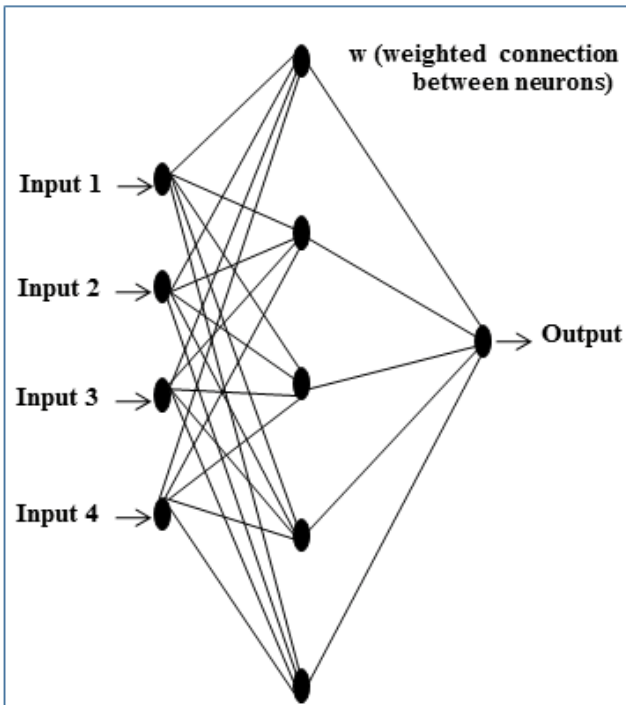 w (weighted connection
between neurons)
Input 1
Input 2
Output
Input 3
Input 4